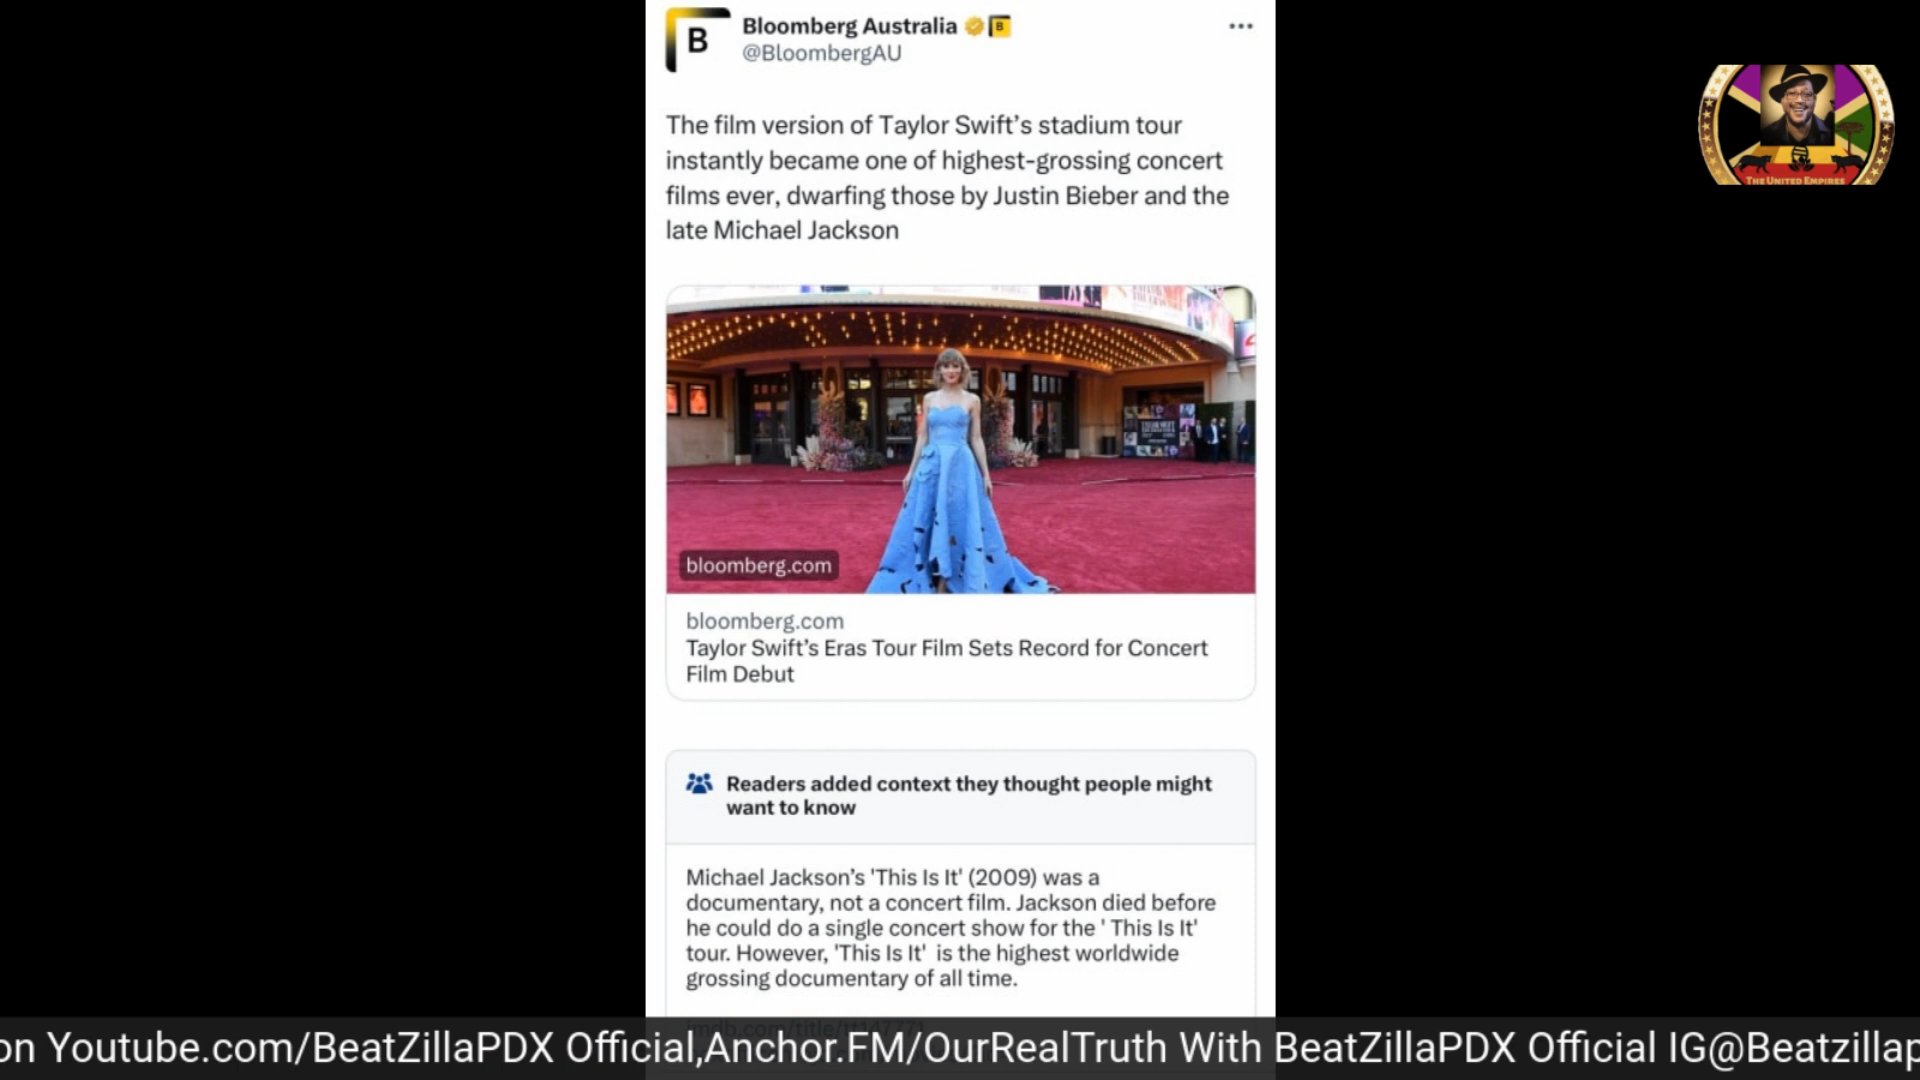 B
Bloomberg Australia
B
@BloombergAU
The film version of Taylor Swift’s stadium tour
instantly became one of highest-grossing concert
films ever, dwarfing those by Justin Bieber and the
late Michael Jackson
bloomberg.com
bloomberg.com
Taylor Swift’s Eras Tour Film Sets Record for Concert
Film Debut
Readers added context they thought people might
want to know
Michael Jackson’s 'This Is It' (2009) was a
documentary, not a concert film. Jackson died before
he could do a single concert show for the ' This Is It'
tour. However, 'This Is It'  is the highest worldwide
grossing documentary of all time.
THE UNITED EMPIRES
on Youtube.com/BeatZillaPDX Official,Anchor.FM/OurRealTruth With BeatZillaPDX Official IG@Beatzillap